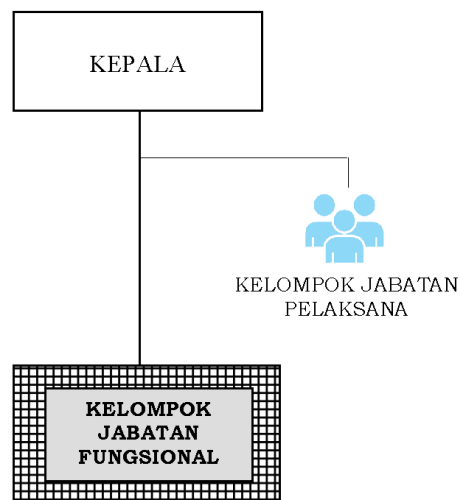 KEPALA
KELOMPOK JABATAN
PELAKSANA
KELOMPOK
JABATAN
FUNGSIONAL